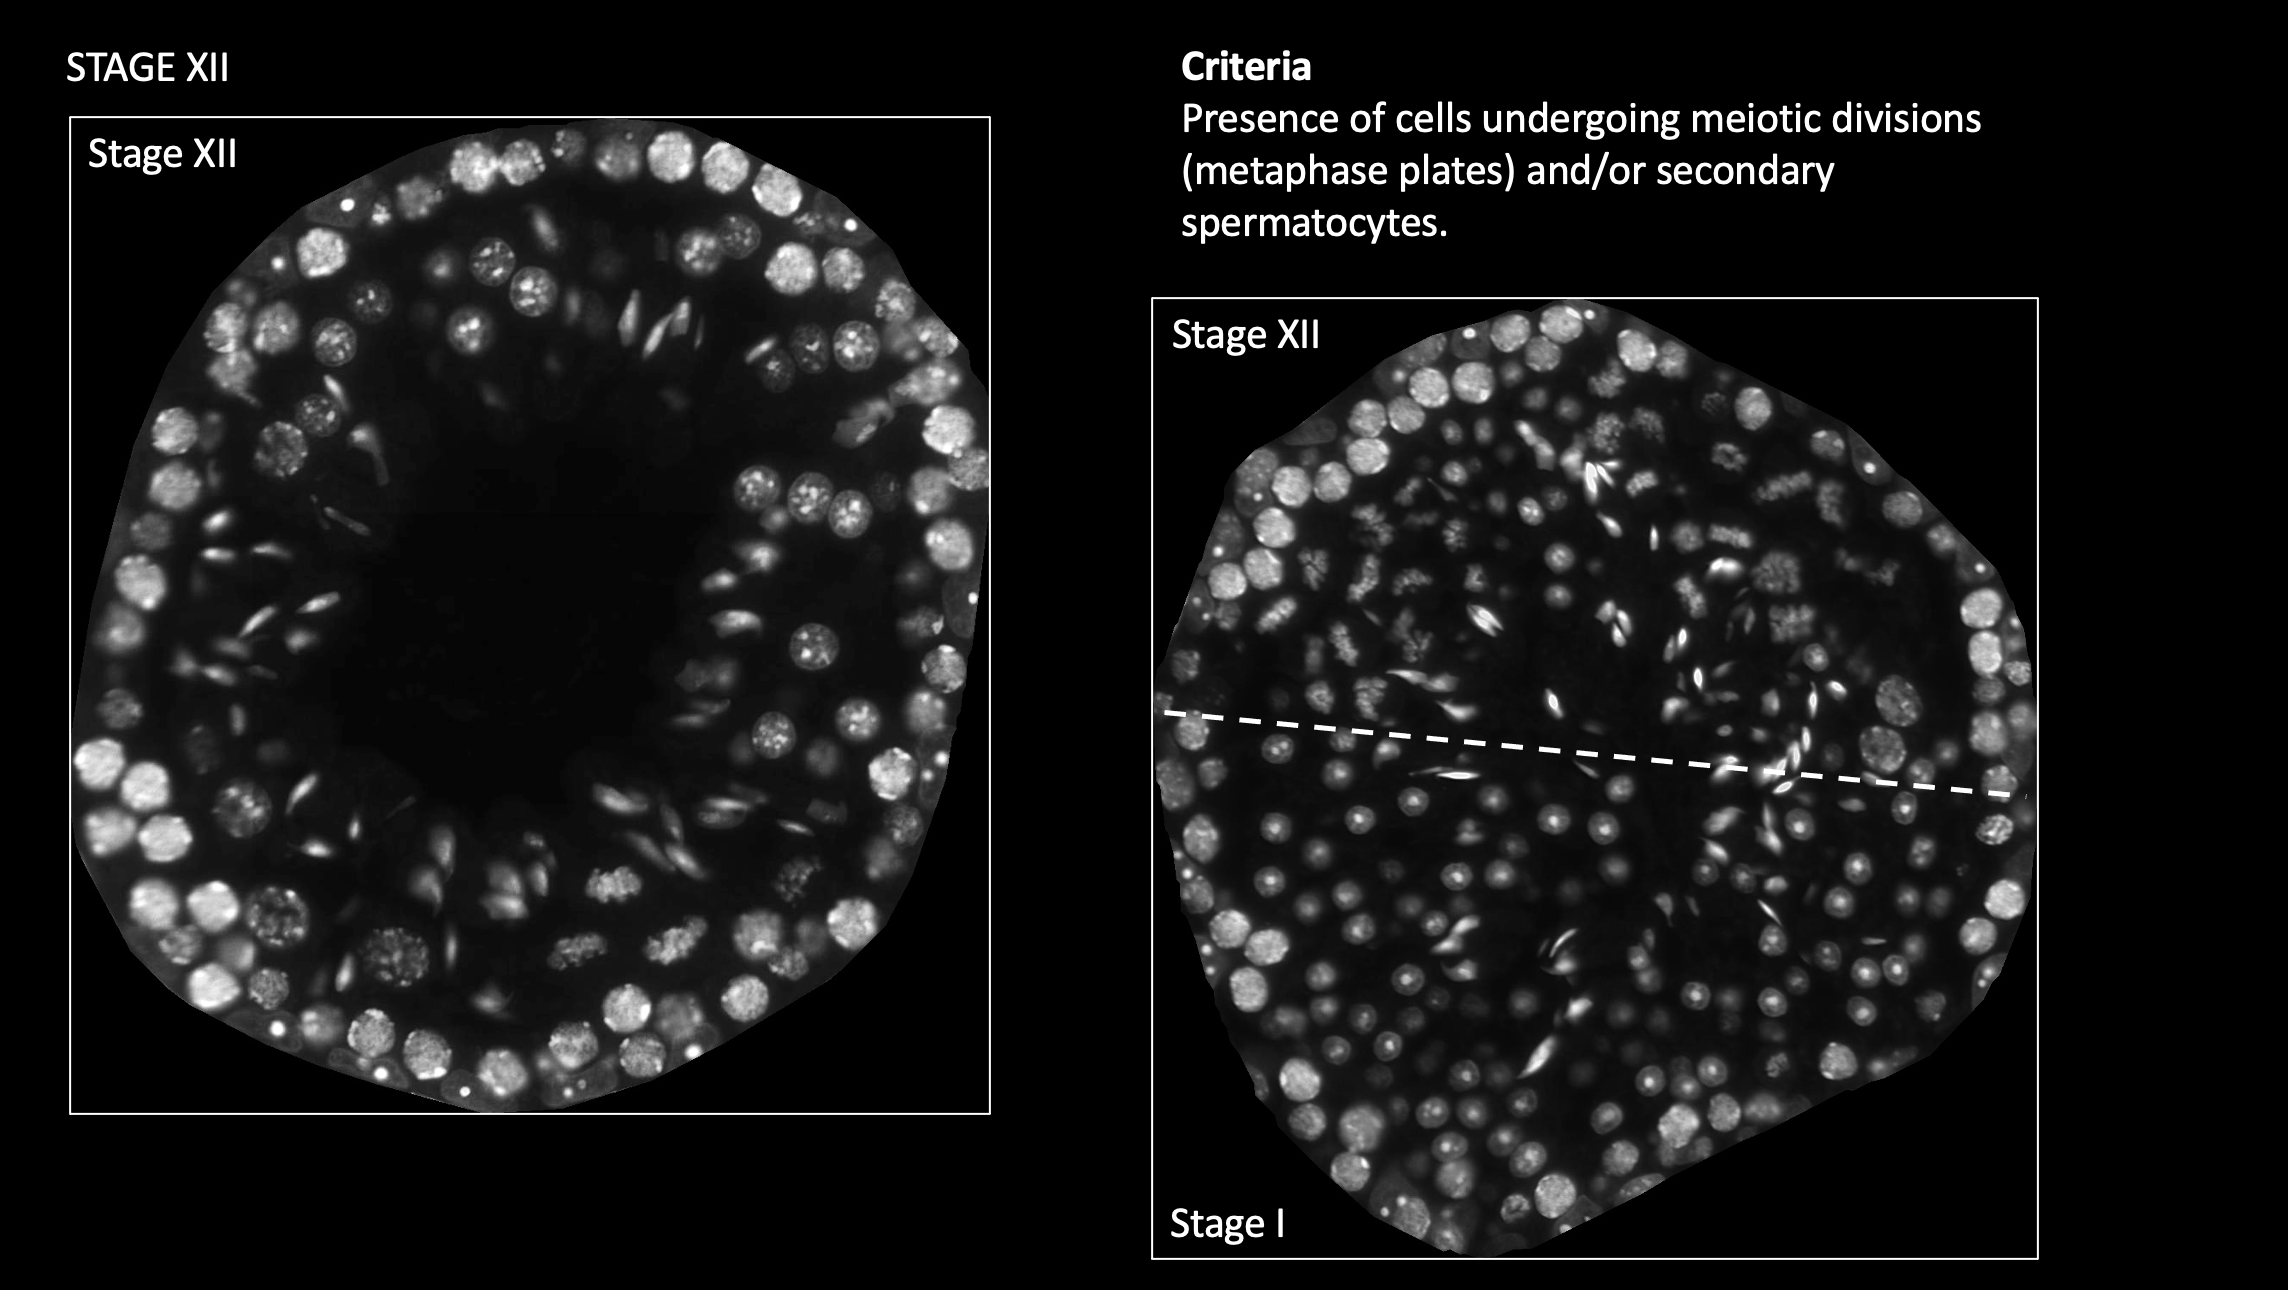 STAGE XII
Stage XII
Criteria
Presence of cells undergoing meiotic divisions
(metaphase plates) and/or secondary
spermatocytes.
Stage XII
Stage I